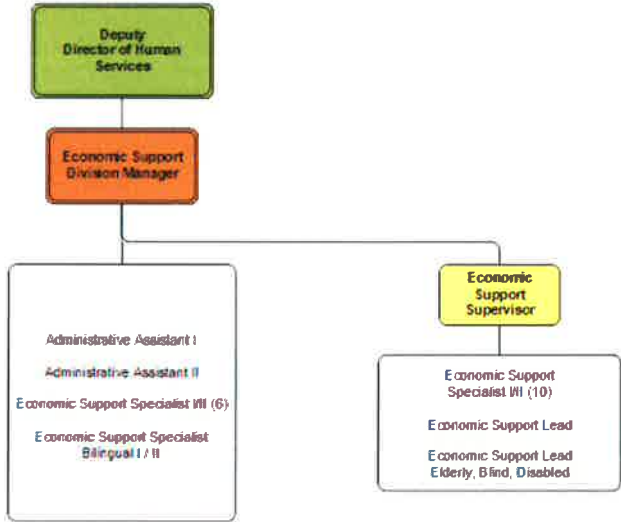 Deputy
Director of Human
Services
Economic Support
Division Manager
Administrative Assistant I
Administrative Assistant II
Economic Support Specialist I/II (6)
Economic Support Specialist
Bilingual I / II
Economic
Support
Supervisor
Economic Support
Specialist I/II (10)
Economic Support Lead
Economic Support Lead
Elderly, Blind, Disabled